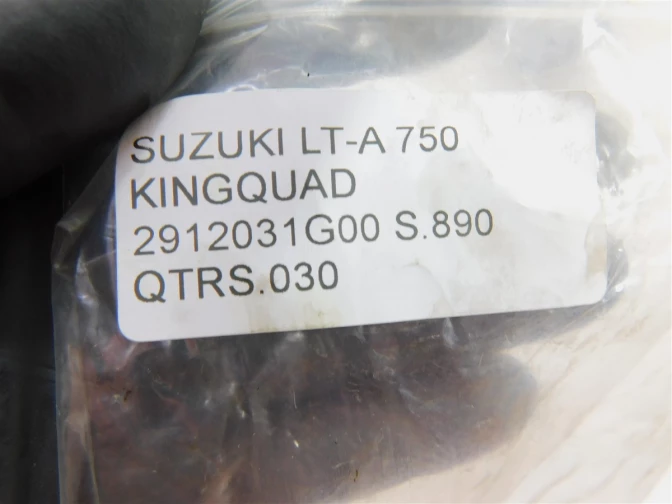 SUZUKI LT-A 750
KINGQUAD
2912031G00 S.890
QTRS.030